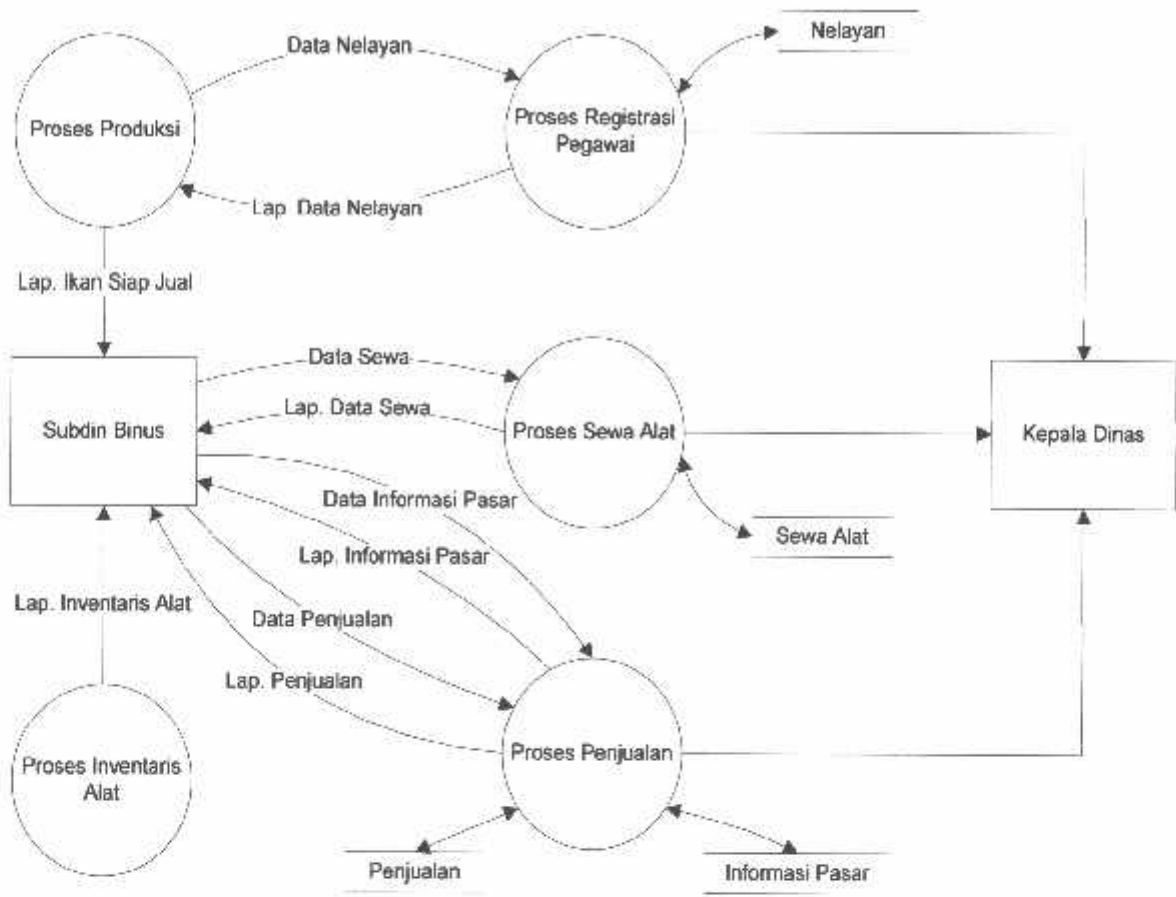 Nelayan
Data Nelayan
Proses Produksi
Proses Registrasi
Pegawai
Lap. Data Nelayan
Lap. Ikan Siap Jual
Data Sewa
Lap. Data Sewa
Subdin Binus
Proses Sewa Alat
Kepala Dinas
Data Informasi Pasar
Sewa Alat
Lap. Informasi Pasar
Lap. Inventaris Alat
Data Penjualan
Lap. Penjualan
Proses Penjualan
Proses Inventaris
Alat
Penjualan
Informasi Pasar